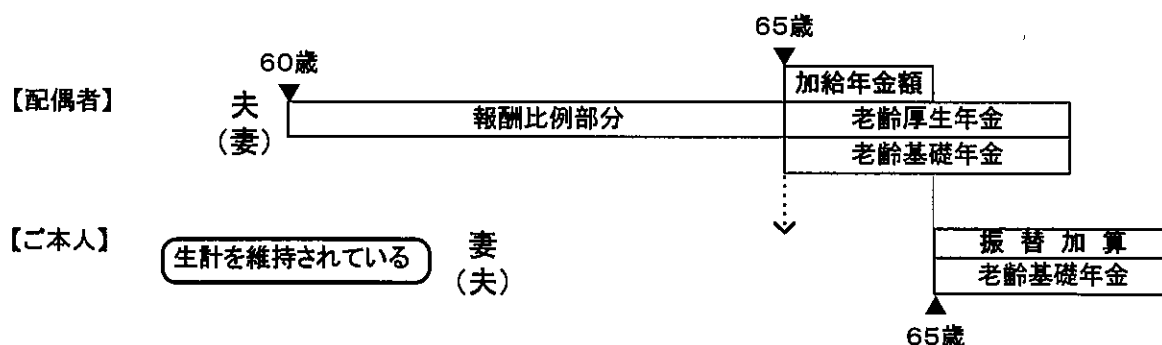 65歳
60歳
加給年金額
【配偶者】
夫
(妻)
報酬比例部分
老齢厚生年金
老齢基礎年金
【ご本人】
生計を維持されている
妻
(夫)
振替加算
老齢基礎年金
65歳